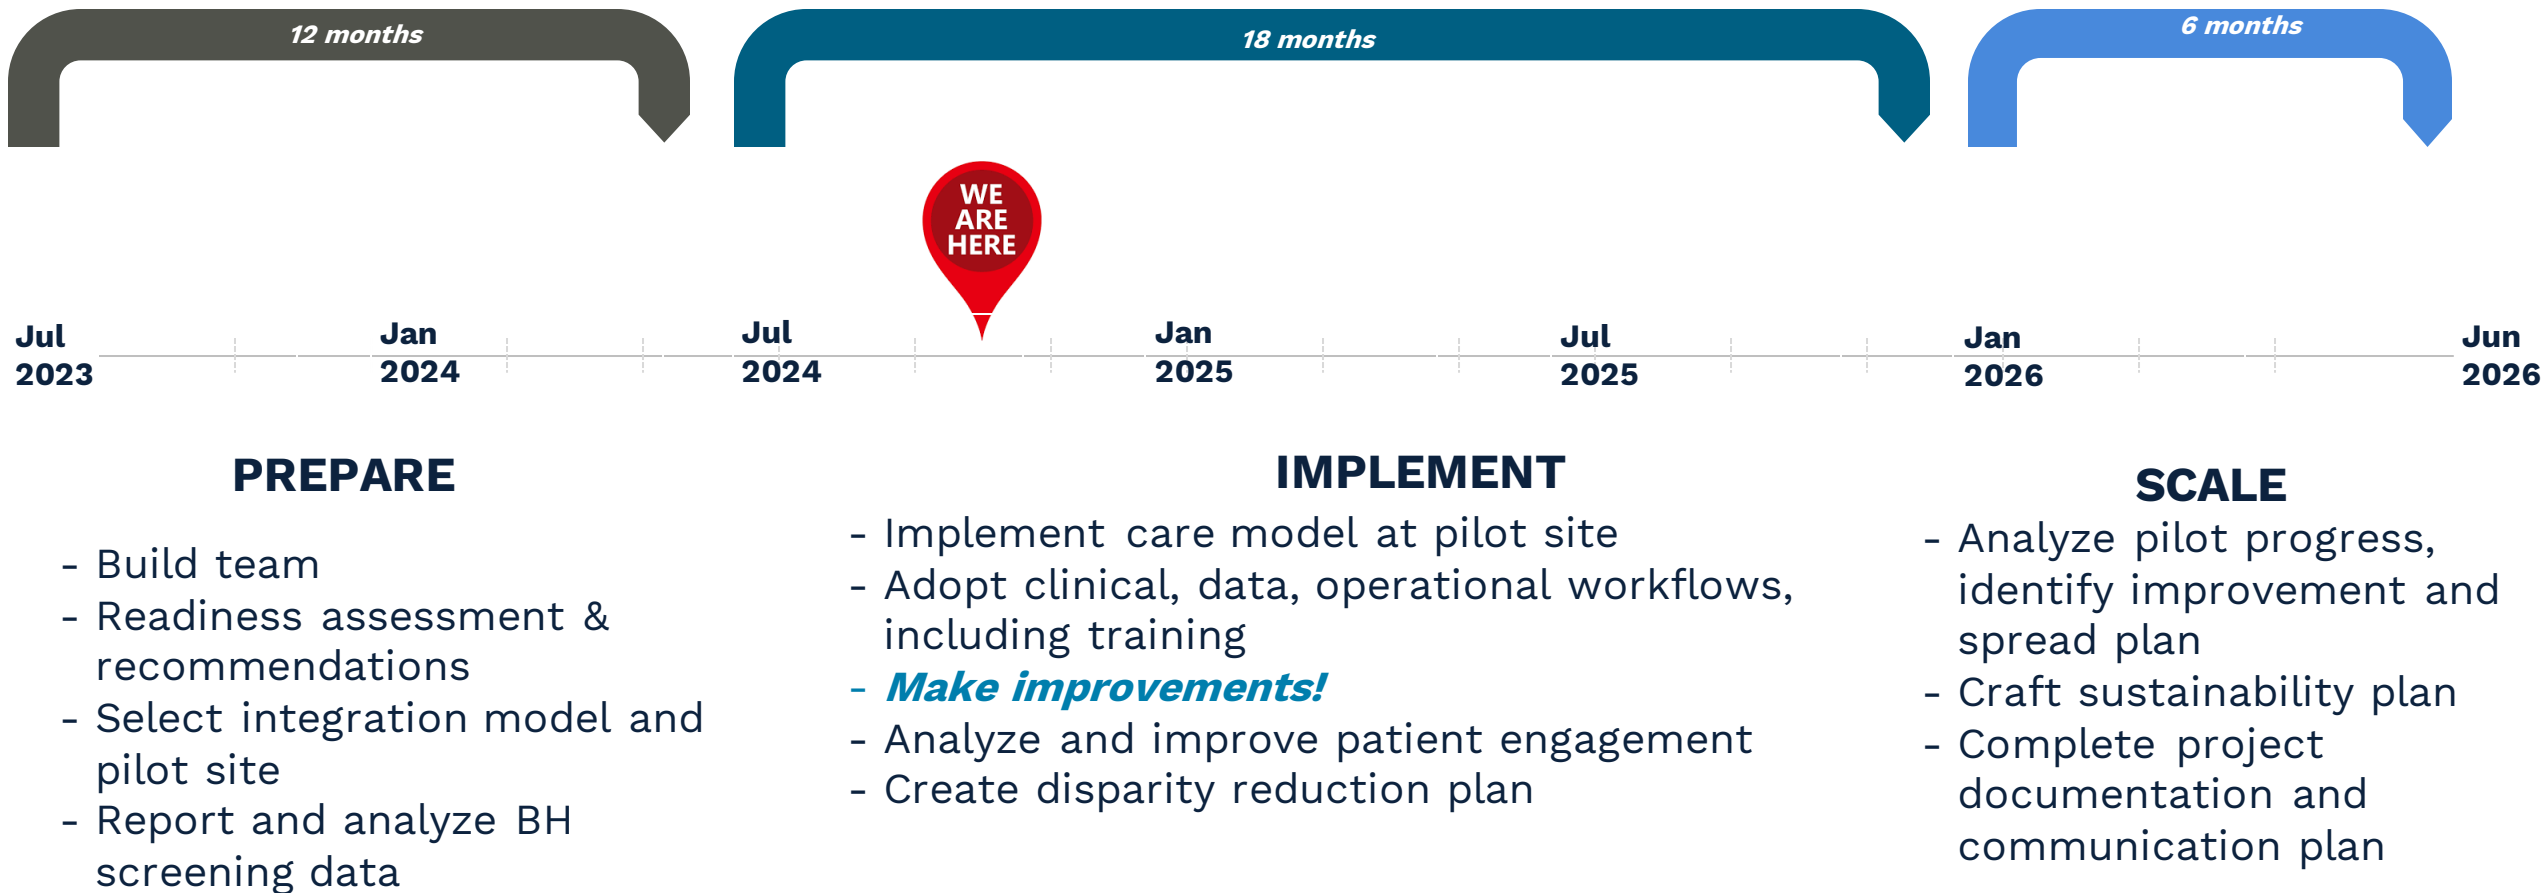 12 months
18 months
6 months
WE
ARE
HERE
Jul
2023
Jan
2024
Jul
2024
Jan
2025
Jul
2025
Jan
2026
Jun
2026
PREPARE
- Build team
- Readiness assessment &
recommendations
- Select integration model and
pilot site
- Report and analyze BH
screening data
IMPLEMENT
- Implement care model at pilot site
- Adopt clinical, data, operational workflows,
including training
- Make improvements!
- Analyze and improve patient engagement
- Create disparity reduction plan
SCALE
- Analyze pilot progress,
identify improvement and
spread plan
- Craft sustainability plan
- Complete project
documentation and
communication plan